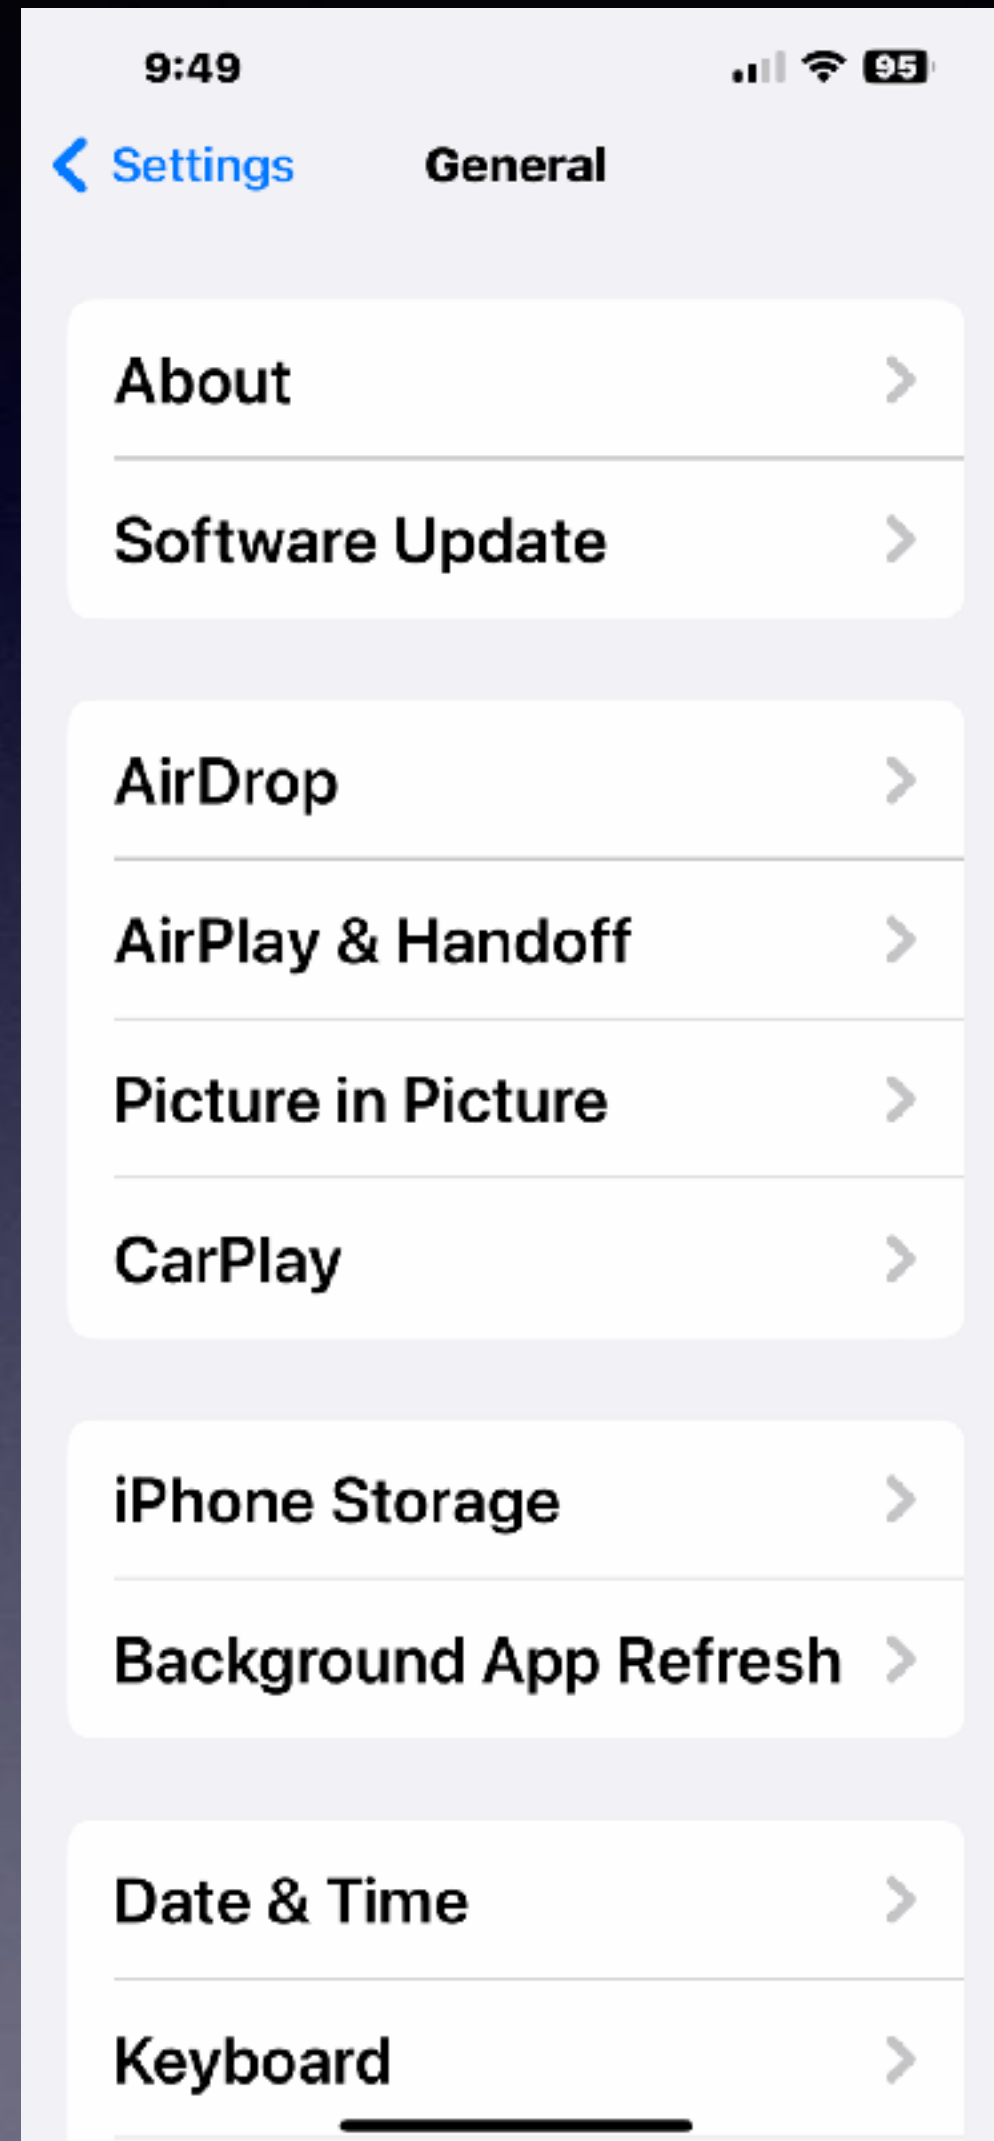 9:49
95
Settings
General
About
Software Update
AirDrop
AirPlay & Handoff
Picture in Picture
CarPlay
iPhone Storage
Background App Refresh
Date & Time
Keyboard